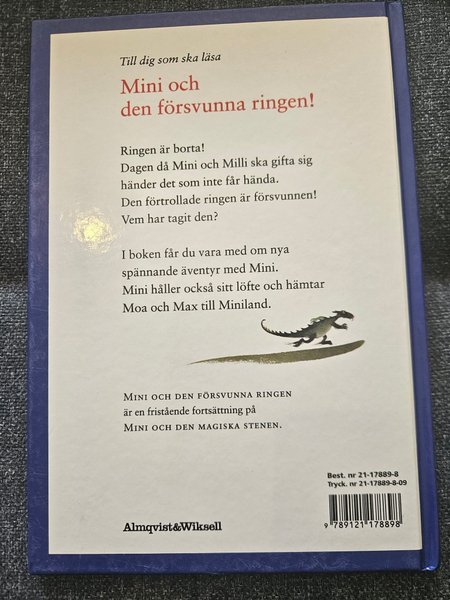 Till dig som ska läsa
Mini och
den försvunna ringen!
Ringen är borta!
Dagen då Mini och Milli ska gifta sig
händer det som inte får hända.
Den förtrollade ringen är försvunnen!
Vem har tagit den?
I boken får du vara med om nya
spännande äventyr med Mini.
Mini håller också sitt löfte och hämtar
Moa och Max till Miniland.
MINI OCH DEN FÖRSVUNNA RINGEN
är en fristående fortsättning på
MINI OCH DEN MAGISKA STENEN.
Best. nr 21-17889-8
Tryck. nr 21-17889-8-09
Almqvist&Wiksell
9 789121 178898